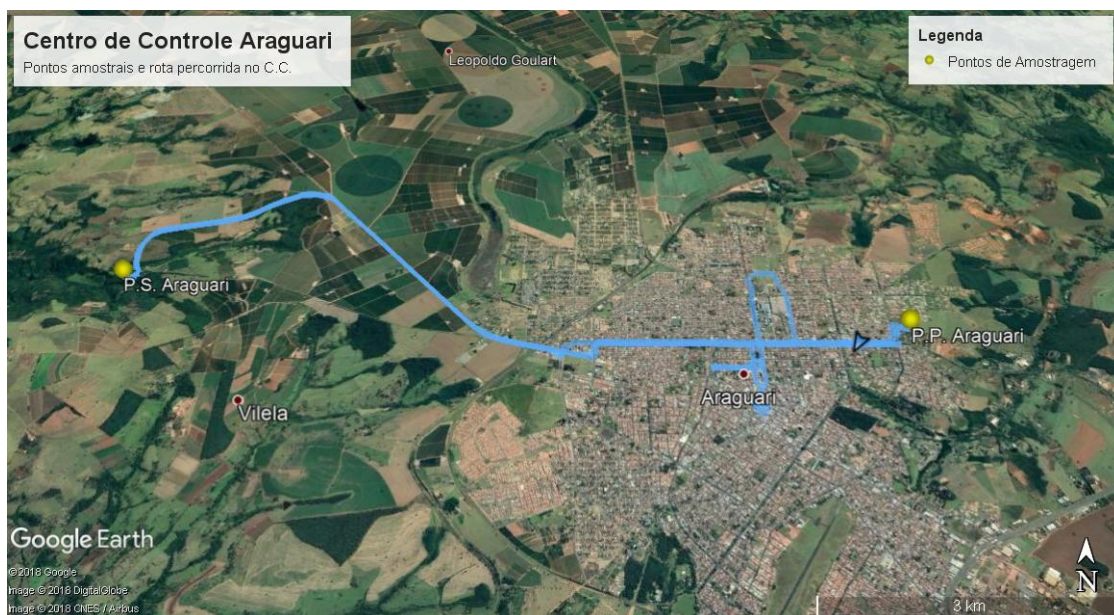 Centro de Controle Araguari
Pontos amostrais e rota percorrida no C.C.
Legenda
Pontos de Amostragem
Leopoldo Goulart
P.S. Araguari
P.P. Araguari
Araguari
Vilela
Google Earth
©2018 Google
Image © 2018 DigitalGlobe
Image © 2018 CNES / Airbus
N
3 km